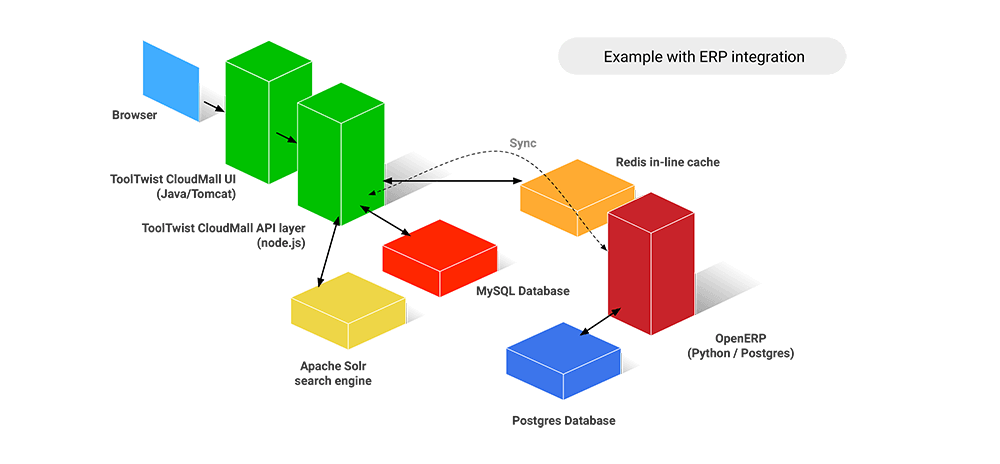 Example with ERP integration
Browser
Sync
Redis in-line cache
ToolTwist CloudMall UI
(Java/Tomcat)
ToolTwist CloudMall API layer
(node.js)
MySQL Database
OpenERP
(Python / Postgres)
Apache Solr
search engine
Postgres Database